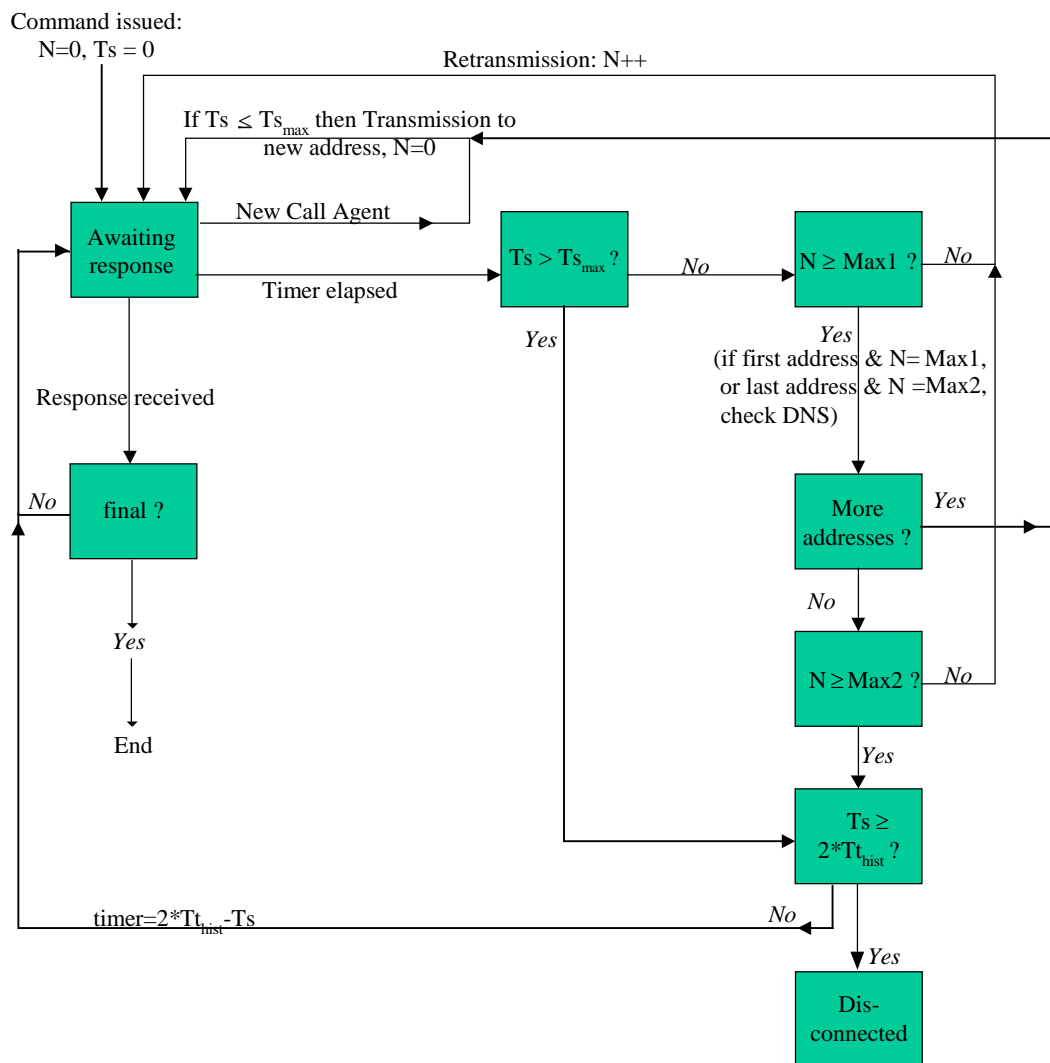 Command issued:
N=0, Ts = 0
Retransmission: N++
If Ts ≤ Tsmax then Transmission to
new address, N=0
New Call Agent
Awaiting
response
Timer elapsed
Ts > Tsmax ?
No
N ≥ Max1 ?
No
Yes
Yes
(if first address & N= Max1,
or last address & N =Max2,
check DNS)
Response received
No
final ?
More
addresses ?
Yes
No
Yes
End
N ≥ Max2 ?
No
Yes
Ts ≥
2*Tthist ?
timer=2*Tthist-Ts
No
Yes
Dis-
connected